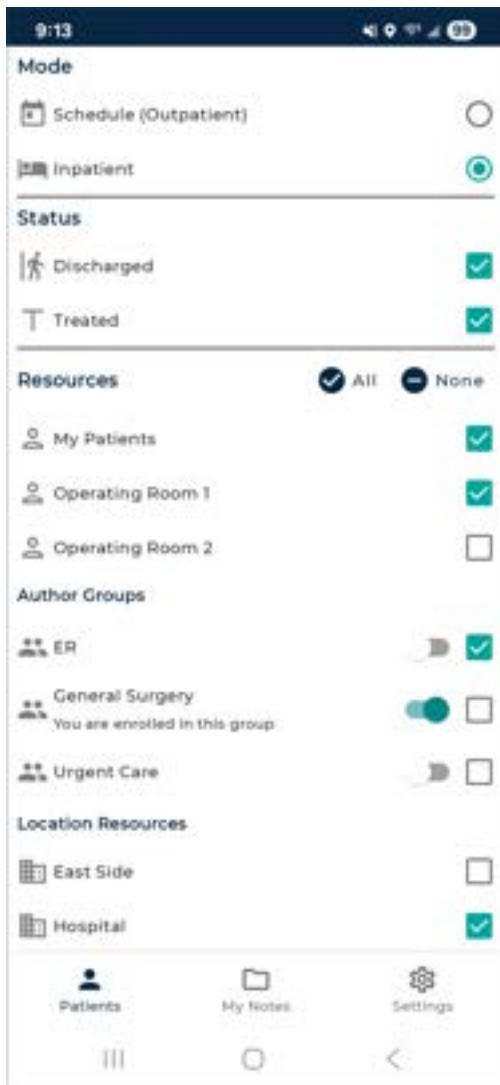 9:13
99
Mode
Schedule (Outpatient)
Inpatient
Status
Discharged
Treated
Resources All None
My Patients
Operating Room 1
Operating Room 2
Author Groups
ER
General Surgery
You are enrolled in this group
Urgent Care
Location Resources
East Side
Hospital
Patients My Notes Settings